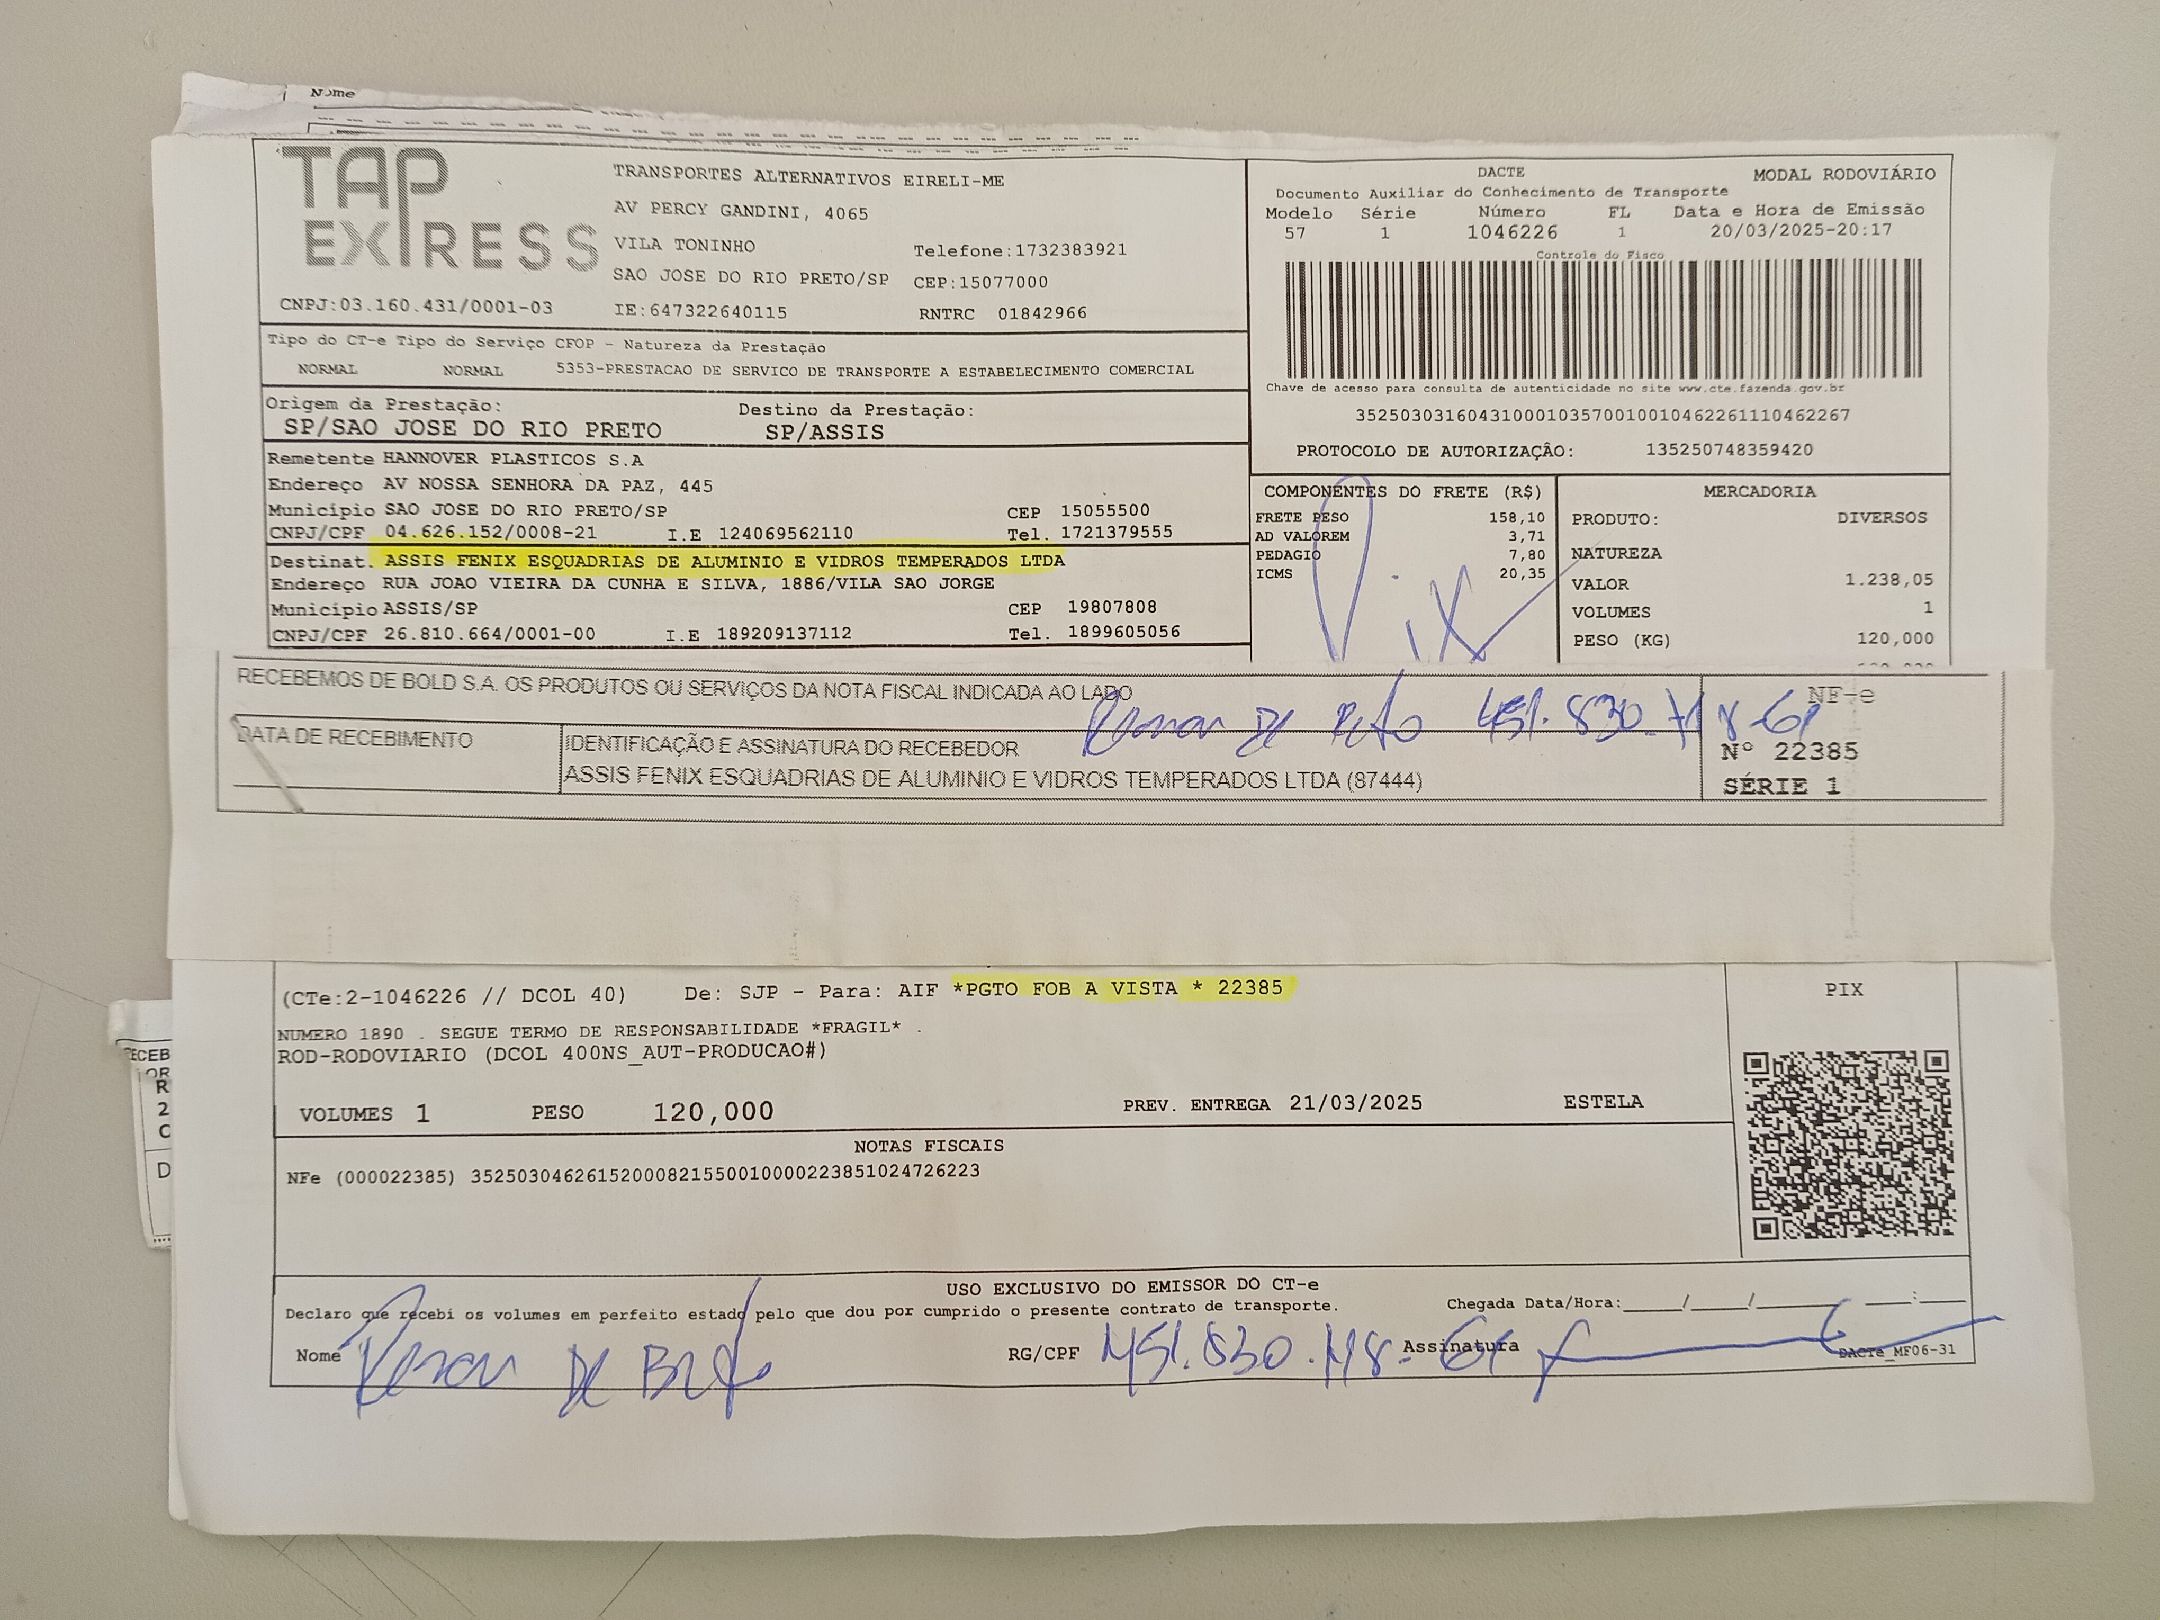 Nome
TAP
EXPRESS
TRANSPORTES ALTERNATIVOS EIRELI-ME
AV PERCY GANDINI, 4065
VILA TONINHO Telefone:1732383921
SAO JOSE DO RIO PRETO/SP CEP:15077000
CNPJ:03.160.431/0001-03 IE:647322640115 RNTRC 01842966
DACTE MODAL RODOVIÁRIO
Documento Auxiliar do Conhecimento de Transporte
Modelo Série Número FL Data e Hora de Emissão
57 1 1046226 1 20/03/2025-20:17
Controle do Fisco
Chave de acesso para consulta de autenticidade no site www.cte.fazenda.gov.br
35250303160431000103570010010462261110462267
PROTOCOLO DE AUTORIZAÇÃO: 135250748359420
Tipo do CT-e Tipo do Serviço CFOP - Natureza da Prestação
NORMAL NORMAL 5353-PRESTACAO DE SERVICO DE TRANSPORTE A ESTABELECIMENTO COMERCIAL
Origem da Prestação: Destino da Prestação:
SP/SAO JOSE DO RIO PRETO SP/ASSIS
Remetente HANNOVER PLASTICOS S.A
Endereço AV NOSSA SENHORA DA PAZ, 445
Município SAO JOSE DO RIO PRETO/SP CEP 15055500
CNPJ/CPF 04.626.152/0008-21 I.E 124069562110 Tel. 1721379555
Destinat. ASSIS FENIX ESQUADRIAS DE ALUMINIO E VIDROS TEMPERADOS LTDA
Endereço RUA JOAO VIEIRA DA CUNHA E SILVA, 1886/VILA SAO JORGE
Município ASSIS/SP CEP 19807808
CNPJ/CPF 26.810.664/0001-00 I.E 189209137112 Tel. 1899605056
COMPONENTES DO FRETE (R$)
FRETE PESO 158,10
AD VALOREM 3,71
PEDAGIO 7,80
ICMS 20,35
Pix
MERCADORIA
PRODUTO: DIVERSOS
NATUREZA
VALOR 1.238,05
VOLUMES 1
PESO (KG) 120,000
RECEBEMOS DE BOLD S.A. OS PRODUTOS OU SERVIÇOS DA NOTA FISCAL INDICADA AO LADO
DATA DE RECEBIMENTO
IDENTIFICAÇÃO E ASSINATURA DO RECEBEDOR
ASSIS FENIX ESQUADRIAS DE ALUMINIO E VIDROS TEMPERADOS LTDA (87444)
NF-e
Nº 22385
SÉRIE 1
(CTe:2-1046226 // DCOL 40) De: SJP - Para: AIF *PGTO FOB A VISTA * 22385
NUMERO 1890 . SEGUE TERMO DE RESPONSABILIDADE *FRAGIL* .
ROD-RODOVIARIO (DCOL 400NS_AUT-PRODUCAO#)
VOLUMES 1 PESO 120,000 PREV. ENTREGA 21/03/2025 ESTELA
PIX
NOTAS FISCAIS
NFe (000022385) 35250304626152000821550010000223851024726223
USO EXCLUSIVO DO EMISSOR DO CT-e
Declaro que recebi os volumes em perfeito estado pelo que dou por cumprido o presente contrato de transporte. Chegada Data/Hora:____/____/______ ____:____
Nome RG/CPF Assinatura
DACTe_MF06-31